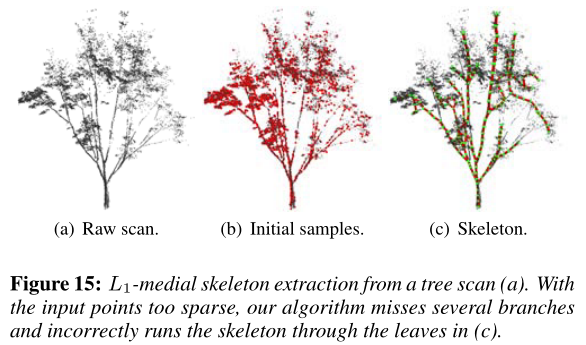 (a) Raw scan. (b) Initial samples. (c) Skeleton.
Figure 15: L₁-medial skeleton extraction from a tree scan (a). With
the input points too sparse, our algorithm misses several branches
and incorrectly runs the skeleton through the leaves in (c).